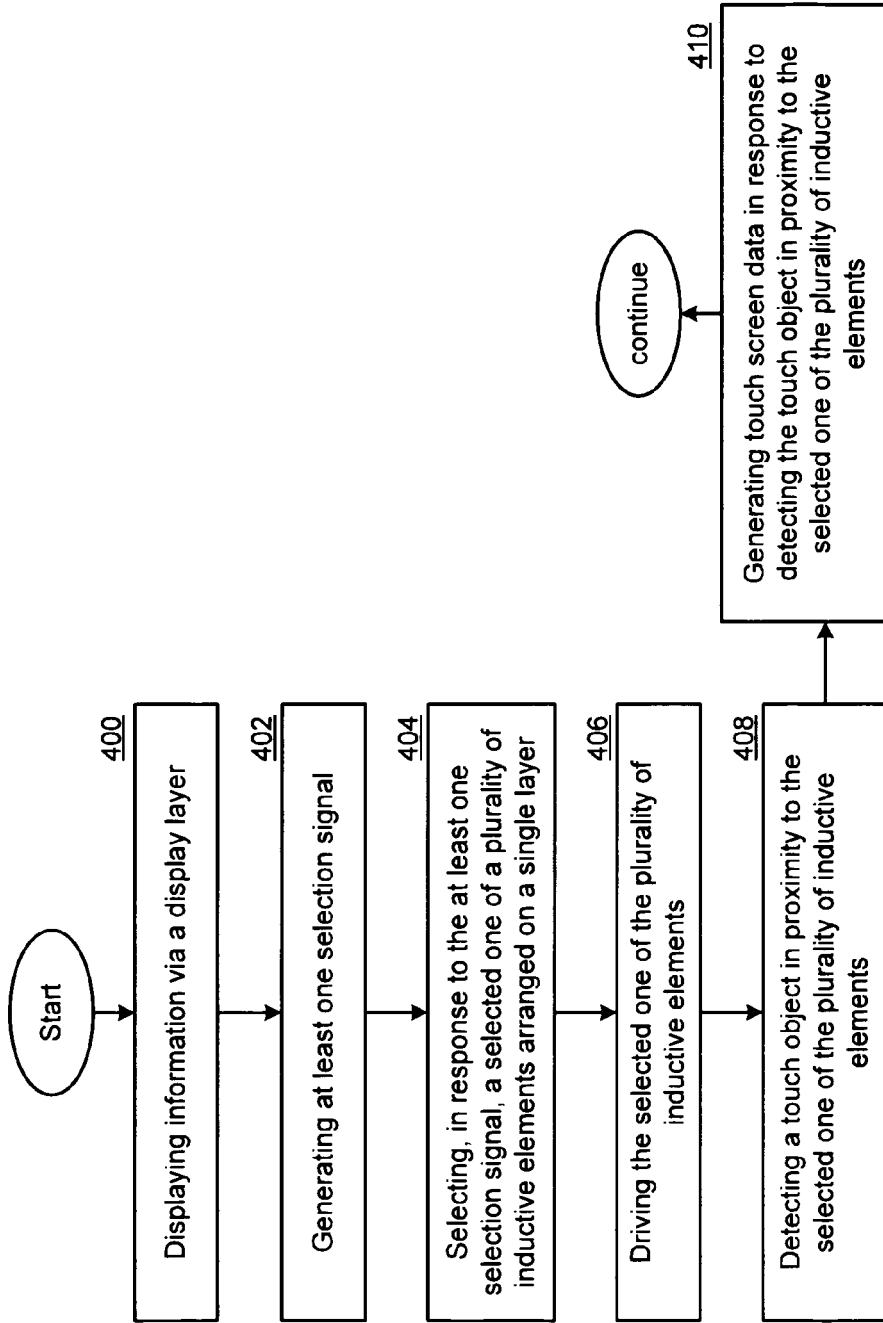 Start
400
Displaying information via a display layer
402
Generating at least one selection signal
404
Selecting, in response to the at least one
selection signal, a selected one of a plurality of
inductive elements arranged on a single layer
406
Driving the selected one of the plurality of
inductive elements
408
Detecting a touch object in proximity to the
selected one of the plurality of inductive
elements
410
Generating touch screen data in response to
detecting the touch object in proximity to the
selected one of the plurality of inductive
elements
continue